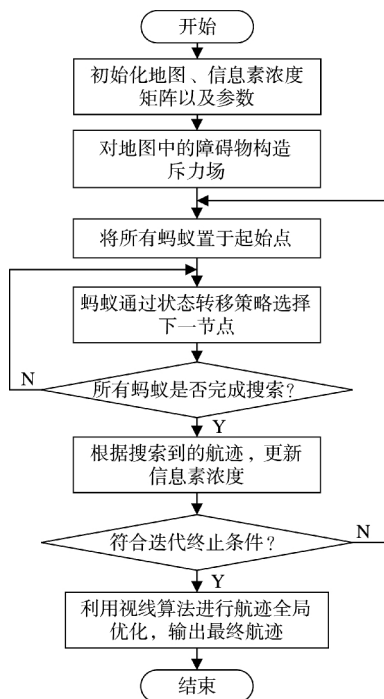 开始
初始化地图、信息素浓度
矩阵以及参数
对地图中的障碍物构造
斥力场
将所有蚂蚁置于起始点
蚂蚁通过状态转移策略选择
下一节点
N
所有蚂蚁是否完成搜索?
Y
根据搜索到的航迹,更新
信息素浓度
符合迭代终止条件?
N
Y
利用视线算法进行航迹全局
优化,输出最终航迹
结束